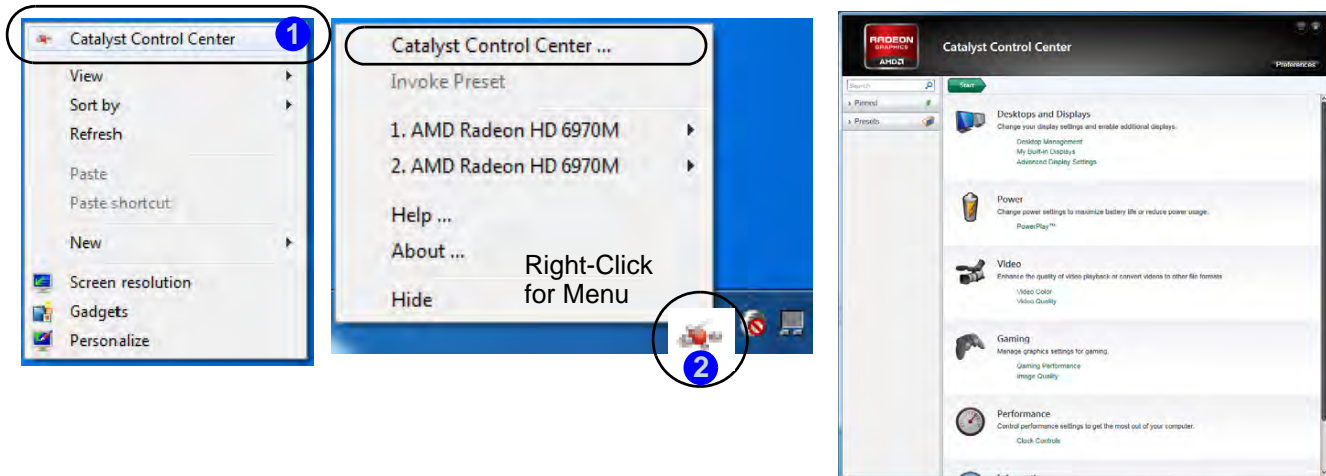 Catalyst Control Center
1
View
Sort by
Refresh
Paste
Paste shortcut
New
Screen resolution
Gadgets
Personalize
Catalyst Control Center ...
Invoke Preset
1. AMD Radeon HD 6970M
2. AMD Radeon HD 6970M
Help ...
About ...
Hide
Right-Click
for Menu
2
RADEON
GRAPHICS
AMD
Catalyst Control Center
Preferences
Search
Start
Pinned
Presets
Desktops and Displays
Change your display settings and enable additional displays.
Desktop Management
My Built-in Displays
Advanced Display Settings
Power
Change power settings to maximize battery life or reduce power usage.
PowerPlay™
Video
Enhance the quality of video playback or convert videos to other file formats
Video Color
Video Quality
Gaming
Manage graphics settings for gaming.
Gaming Performance
Image Quality
Performance
Control performance settings to get the most out of your computer.
Clock Controls